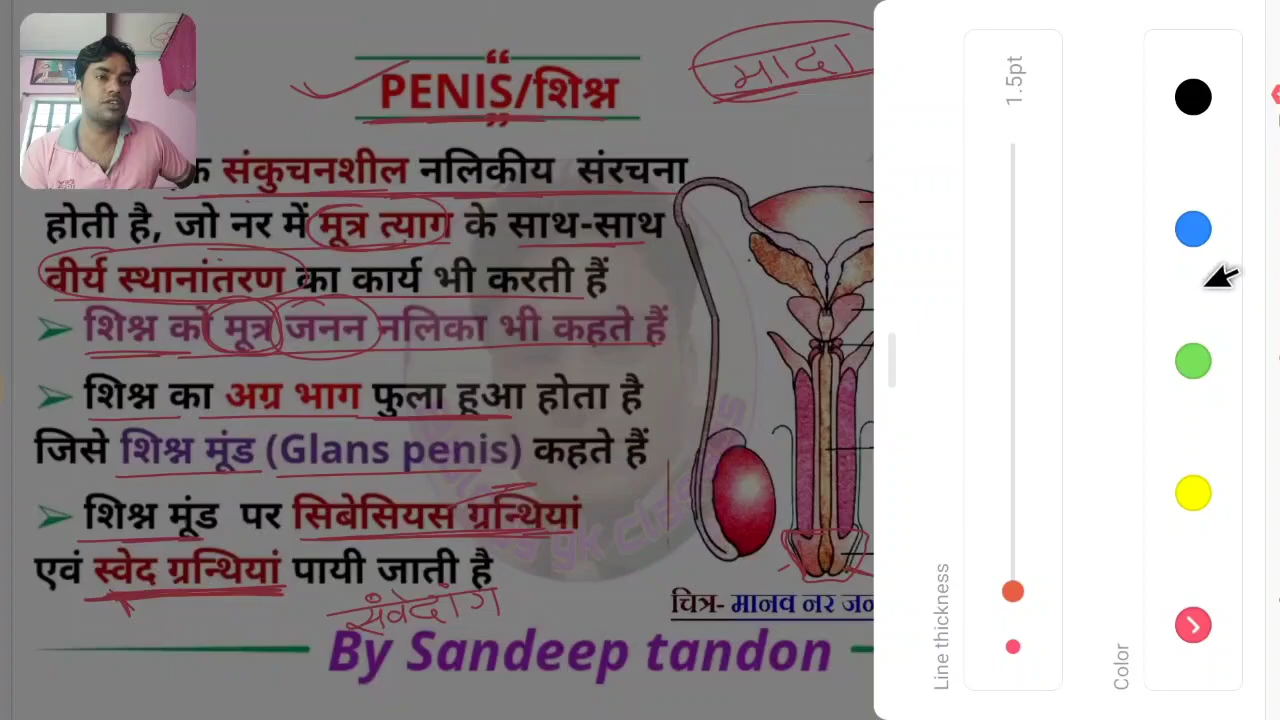 PENIS/शिश्न
मादा
संकुचनशील नलिकीय संरचना
होती है, जो नर में मूत्र त्याग के साथ-साथ
वीर्य स्थानांतरण का कार्य भी करती हैं
➤ शिश्न को मूत्र जनन नलिका भी कहते हैं
➤ शिश्न का अग्र भाग फुला हूआ होता है
जिसे शिश्न मूंड (Glans penis) कहते हैं
➤ शिश्न मूंड पर सिबेसियस ग्रन्थियां
एवं स्वेद ग्रन्थियां पायी जाती है
संवेदांग
चित्र- मानव नर जन
By Sandeep tandon
1.5pt
Line thickness
Color